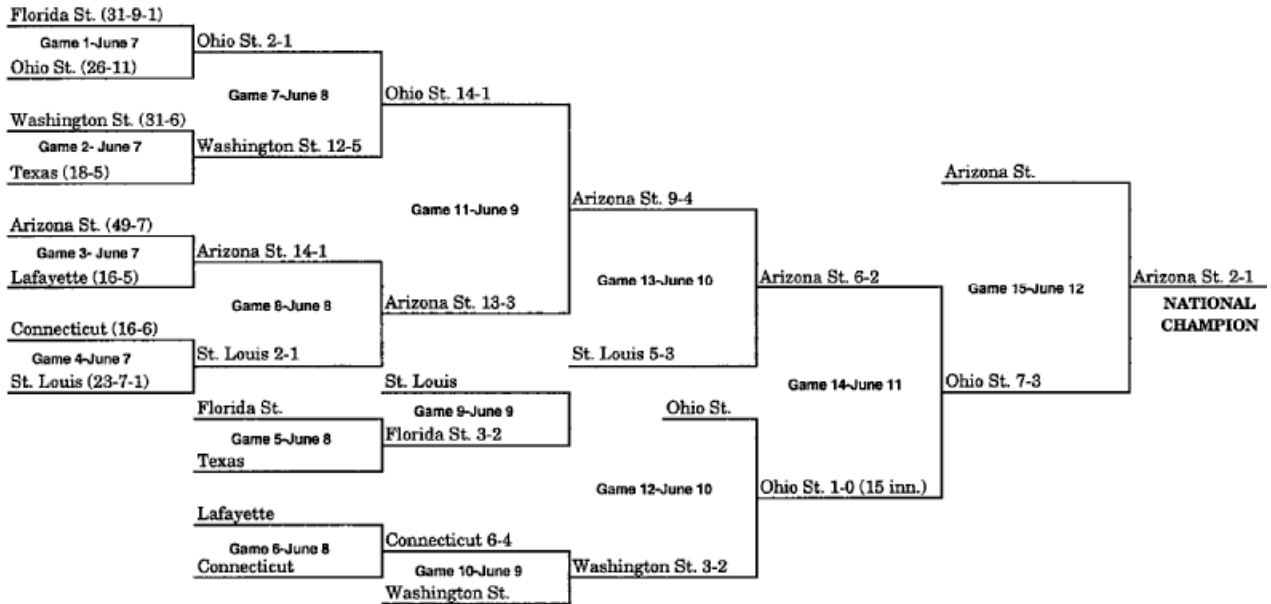 Florida St. (31-9-1)
Game 1-June 7
Ohio St. (26-11)
Ohio St. 2-1
Game 7-June 8
Washington St. (31-6)
Game 2- June 7
Texas (18-5)
Washington St. 12-5
Ohio St. 14-1
Game 11-June 9
Arizona St. (49-7)
Game 3- June 7
Lafayette (16-5)
Arizona St. 14-1
Game 8-June 8
Connecticut (16-6)
Game 4-June 7
St. Louis (23-7-1)
St. Louis 2-1
Arizona St. 13-3
Arizona St. 9-4
Game 13-June 10
St. Louis 5-3
St. Louis
Game 9-June 9
Florida St.
Game 5-June 8
Texas
Florida St. 3-2
Lafayette
Game 6-June 8
Connecticut
Connecticut 6-4
Game 10-June 9
Washington St.
Ohio St.
Game 12-June 10
Washington St. 3-2
Arizona St. 6-2
Game 14-June 11
Ohio St. 1-0 (15 inn.)
Arizona St.
Game 15-June 12
Ohio St. 7-3
Arizona St. 2-1
NATIONAL
CHAMPION